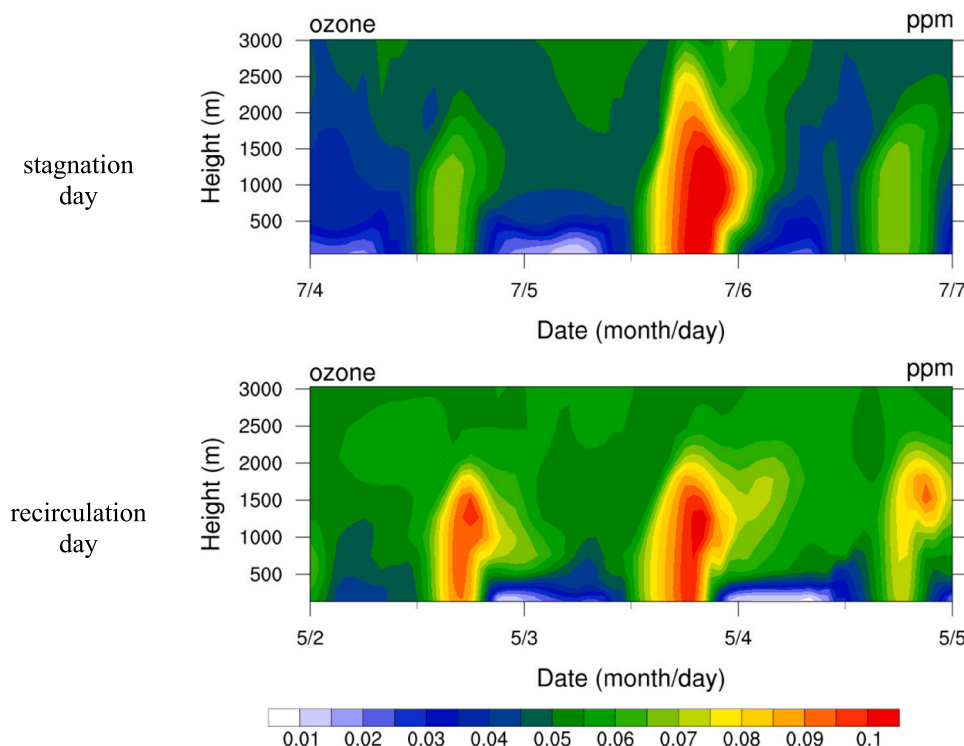 ozone ppm
3000
2500
2000
1500
1000
500
Height (m)
stagnation
day
7/4 7/5 7/6 7/7
Date (month/day)
ozone ppm
3000
2500
2000
1500
1000
500
Height (m)
recirculation
day
5/2 5/3 5/4 5/5
Date (month/day)
0.01 0.02 0.03 0.04 0.05 0.06 0.07 0.08 0.09 0.1